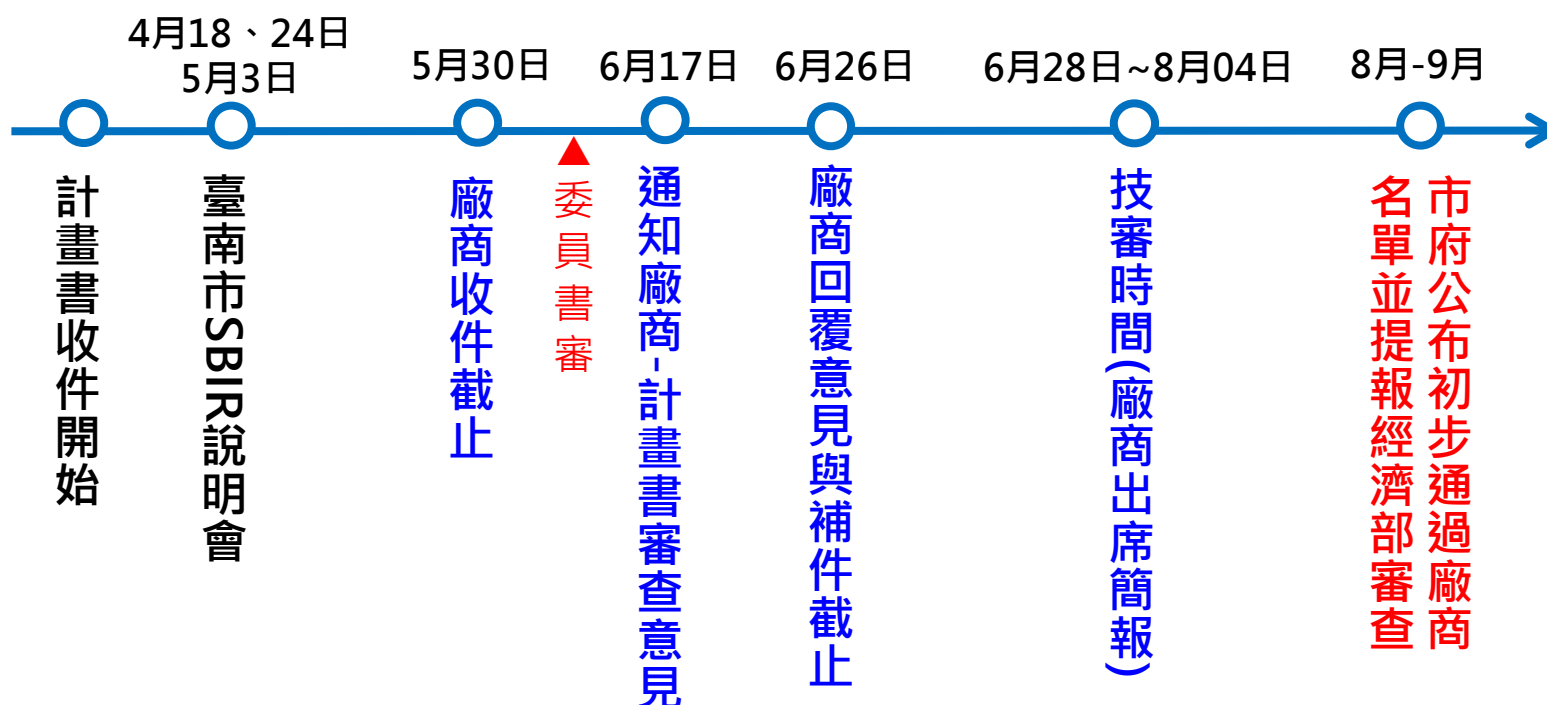 4月18、24日
5月3日
5月30日
6月17日
6月26日
6月28日~8月04日
8月-9月
計畫書收件開始
臺南市SBIR說明會
廠商收件截止
委員書審
通知廠商-計畫書審查意見
廠商回覆意見與補件截止
技審時間(廠商出席簡報)
市府公布初步通過廠商
名單並提報經濟部審查